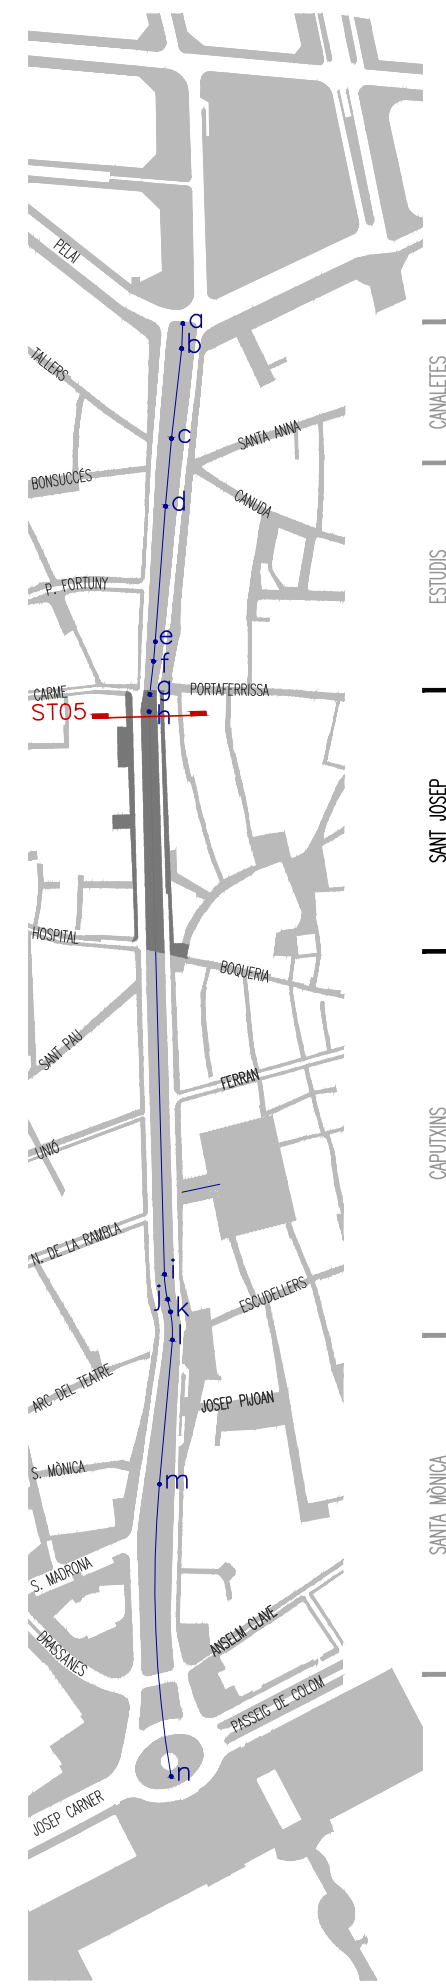 PELAI
a
b
TALLERS
CANALETES
c
SANTA ANNA
BONSUCCÉS
CANUDA
d
ESTUDIS
P. FORTUNY
e
f
g
CARME
PORTAFERRISSA
ST05
h
SANT JOSEP
HOSPITAL
BOQUERIA
SANT PAU
FERRAN
UNIÓ
CAPUTXINS
N. DE LA RAMBLA
i
j
k
ESCUDELLERS
l
ARC DEL TEATRE
JOSEP PIJOAN
S. MÒNICA
m
SANTA MÒNICA
S. MADRONA
ANSELM CLAVE
DRASSANES
PASSEIG DE COLOM
n
JOSEP CARNER